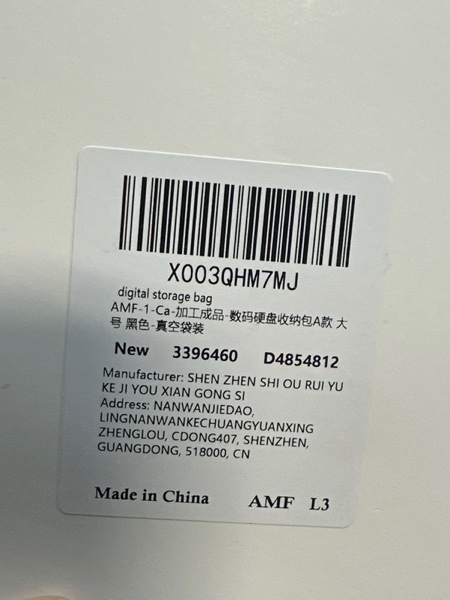 X003QHM7MJ
digital storage bag
AMF-1-Ca-加工成品-数码硬盘收纳包A款 大
号 黑色-真空袋装
New 3396460 D4854812
Manufacturer: SHEN ZHEN SHI OU RUI YU
KE JI YOU XIAN GONG SI
Address: NANWANJIEDAO,
LINGNANWANKECHUANGYUANXING
ZHENGLOU, CDONG407, SHENZHEN,
GUANGDONG, 518000, CN
Made in China AMF L3